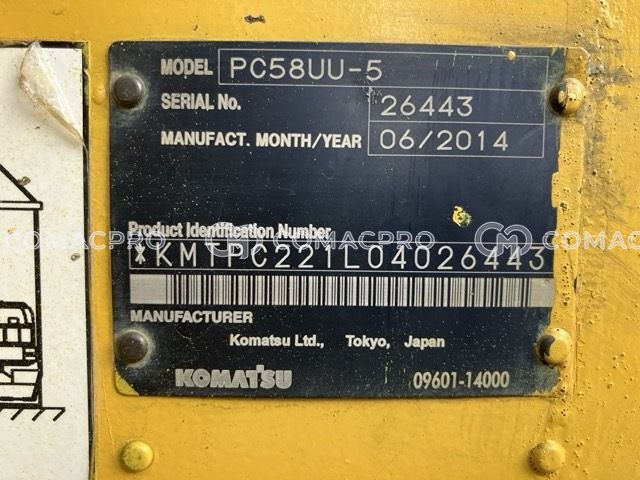 MODEL PC58UU-5
SERIAL No. 26443
MANUFACT. MONTH/YEAR 06/2014
Product Identification Number
*KMTPC221L04026443
MANUFACTURER
Komatsu Ltd., Tokyo, Japan
KOMATSU 09601-14000
COMACPRO COMACPRO COMAC